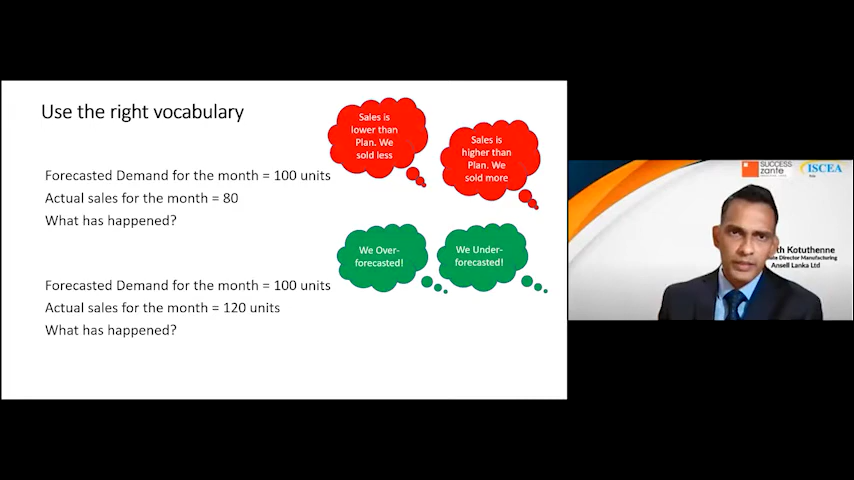 Use the right vocabulary
Sales is
lower than
Plan. We
sold less
Sales is
higher than
Plan. We
sold more
Forecasted Demand for the month = 100 units
Actual sales for the month = 80
What has happened?
We Over-
forecasted!
We Under-
forecasted!
Forecasted Demand for the month = 100 units
Actual sales for the month = 120 units
What has happened?
SUCCESS
zante
ISCEA
Kotuthenne
Director Manufacturing
Ansell Lanka Ltd